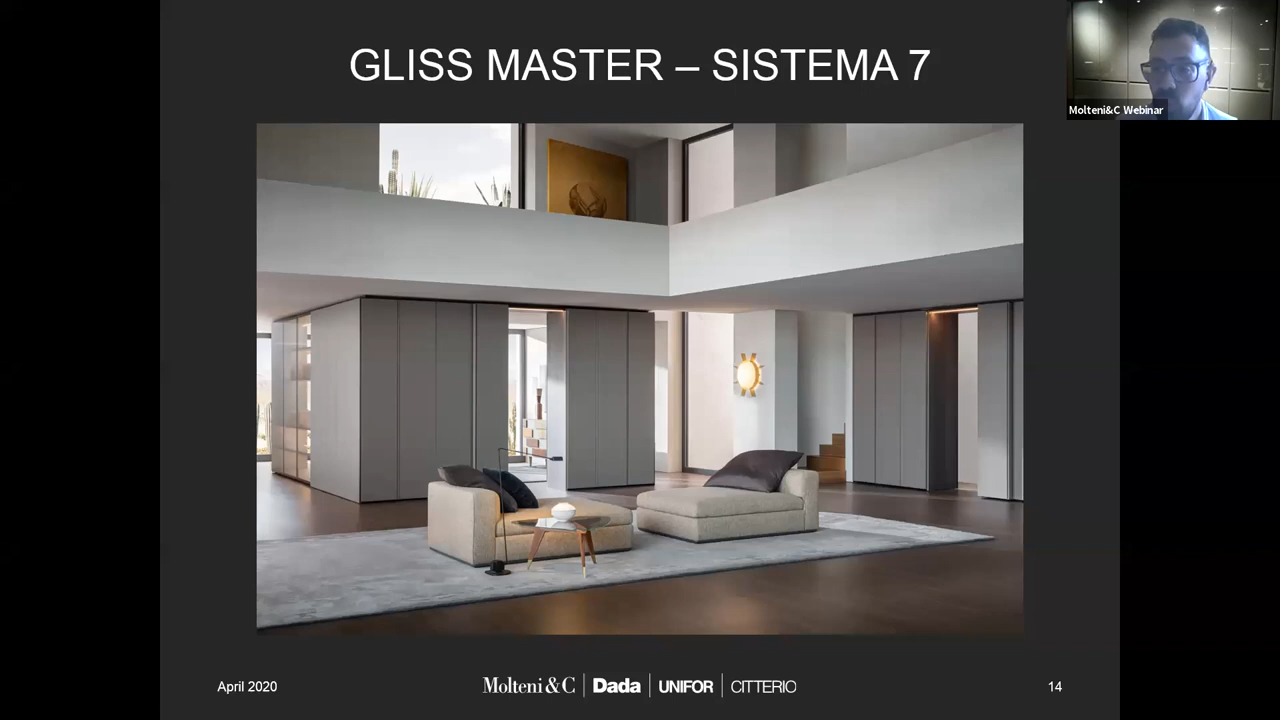 GLISS MASTER – SISTEMA 7
Molteni&C Webinar
April 2020
Molteni&C | Dada | UNIFOR | CITTERIO
14